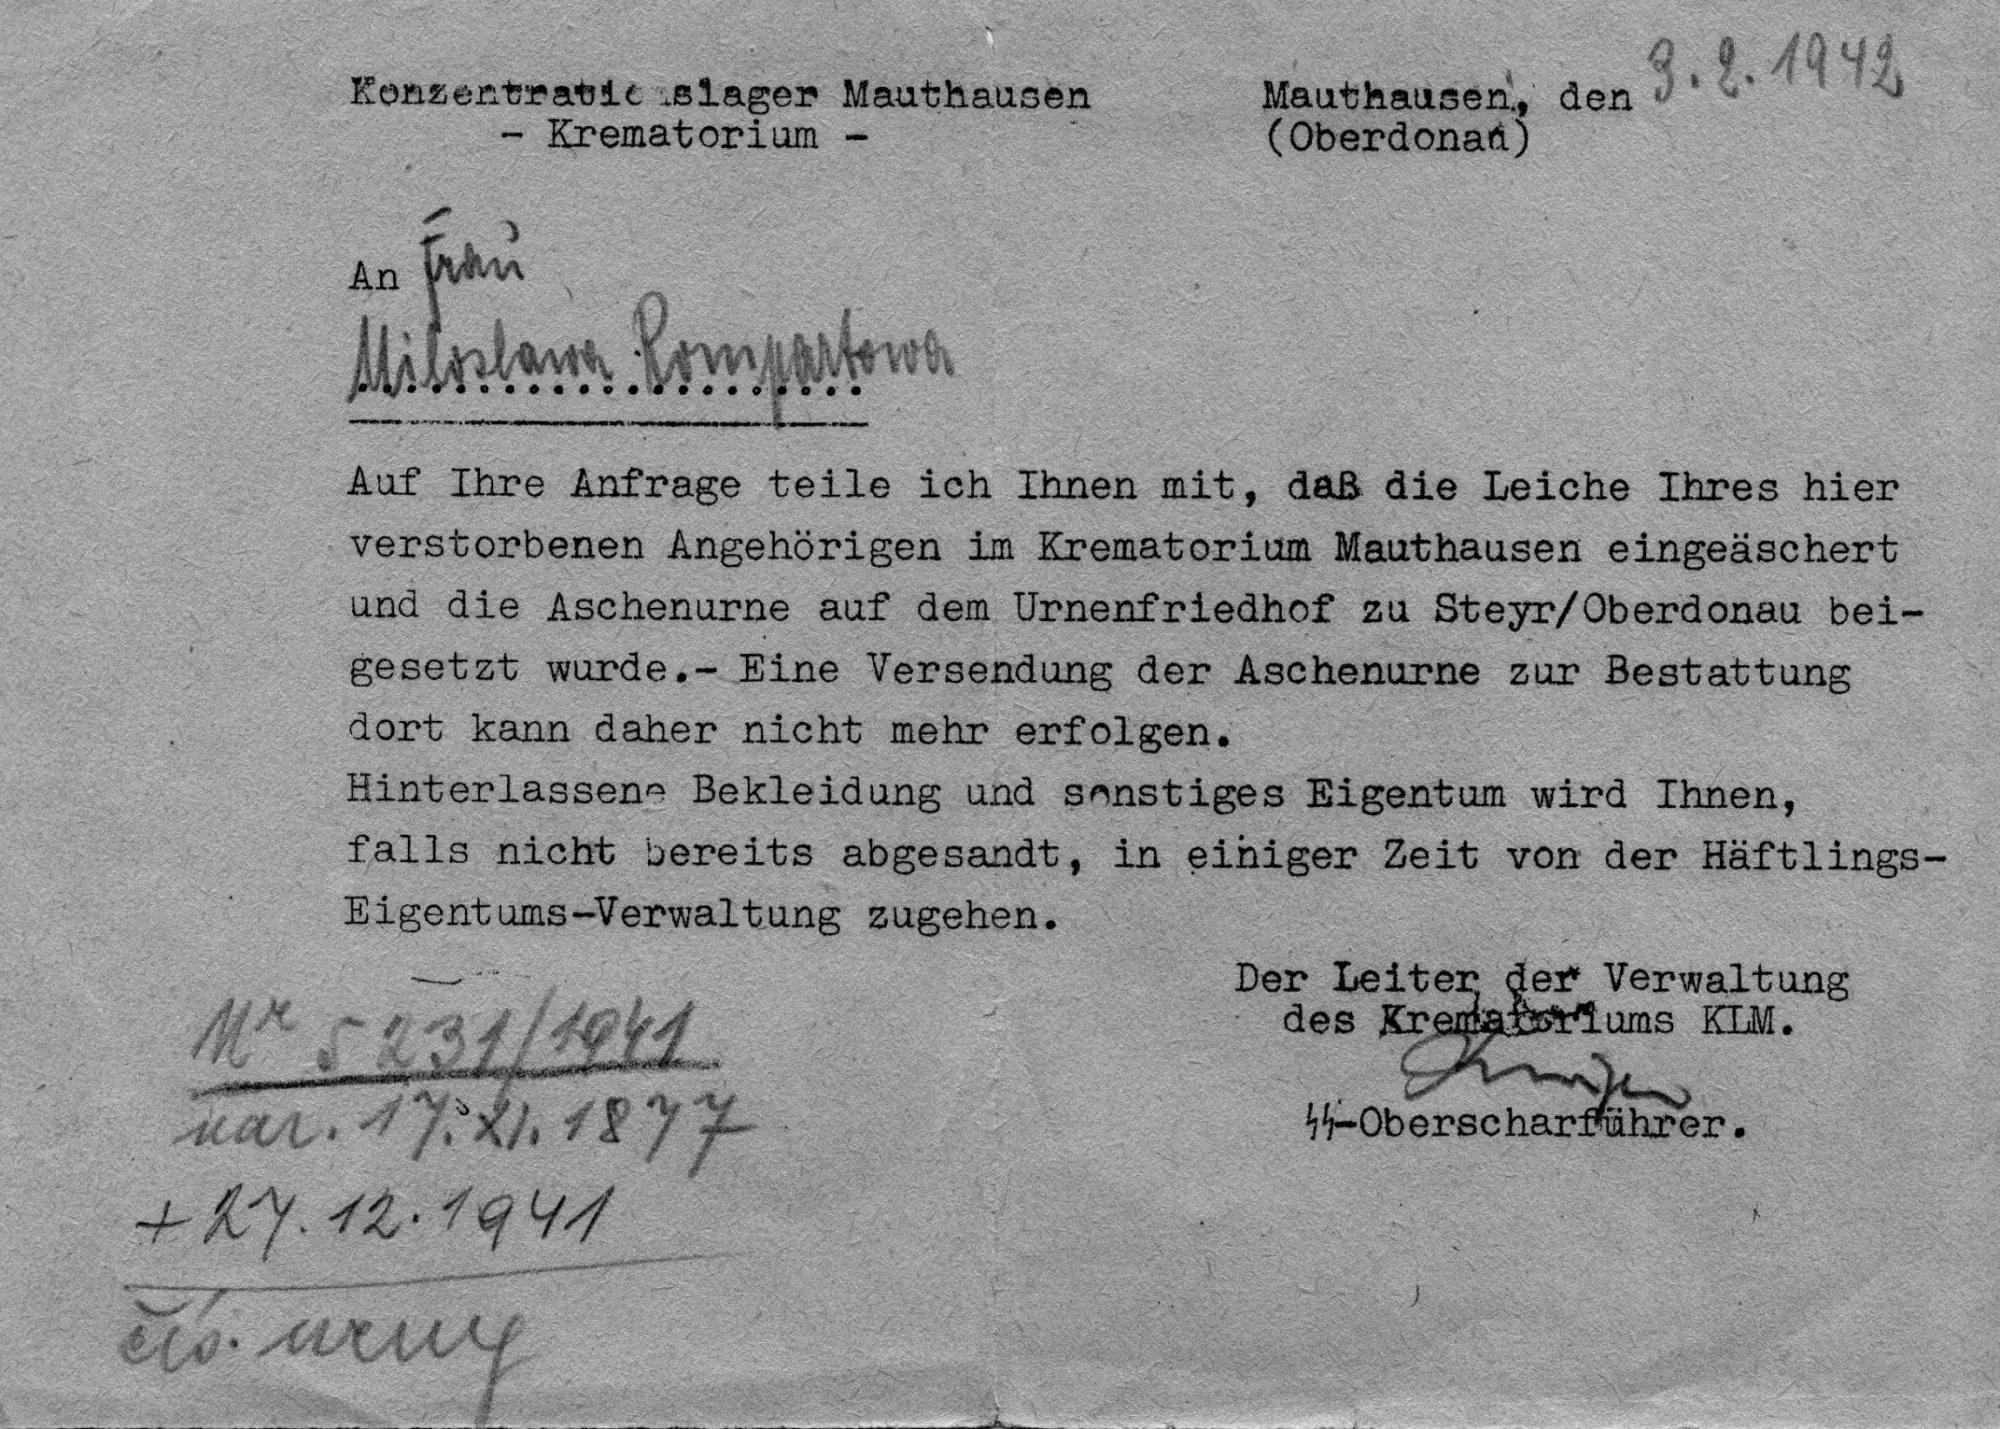 Konzentrationslager Mauthausen
- Krematorium -
Mauthausen, den 3.2.1942
(Oberdonau)
An Frau
Miloslawa Rompartowa
Auf Ihre Anfrage teile ich Ihnen mit, daß die Leiche Ihres hier
verstorbenen Angehörigen im Krematorium Mauthausen eingeäschert
und die Aschenurne auf dem Urnenfriedhof zu Steyr/Oberdonau bei-
gesetzt wurde.- Eine Versendung der Aschenurne zur Bestattung
dort kann daher nicht mehr erfolgen.
Hinterlassene Bekleidung und sonstiges Eigentum wird Ihnen,
falls nicht bereits abgesandt, in einiger Zeit von der Häftlings-
Eigentums-Verwaltung zugehen.
Der Leiter der Verwaltung
des Krematoriums KLM.
SS-Oberscharführer.
Nr 5231/1941
nar. 17.XI.1877
+ 27.12.1941
čís. urny